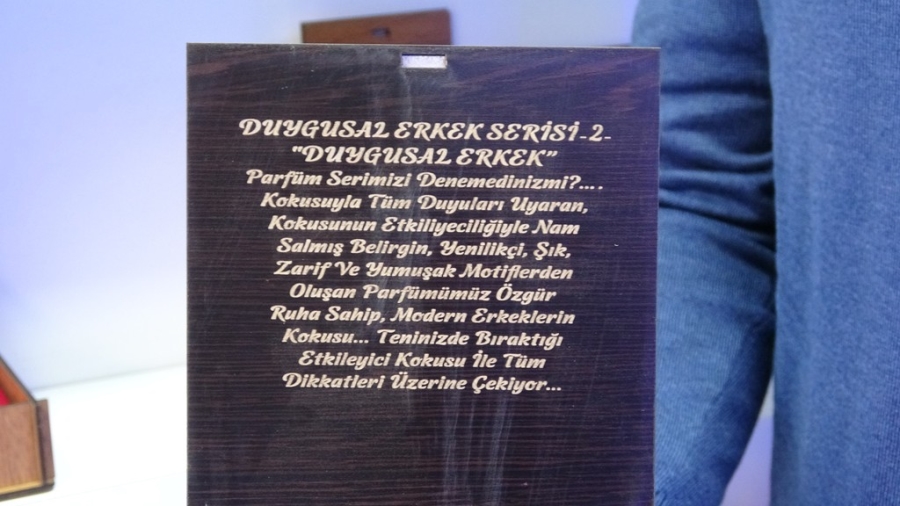 DUYGUSAL ERKEK SERİSİ-2-
"DUYGUSAL ERKEK"
Parfüm Serimizi Denemedinizmi?....
Kokusuyla Tüm Duyuları Uyaran,
Kokusunun Etkiliyeciliğiyle Nam
Salmış Belirgin, Yenilikçi, Şık,
Zarif Ve Yumuşak Motiflerden
Oluşan Parfümümüz Özgür
Ruha Sahip, Modern Erkeklerin
Kokusu... Teninizde Bıraktığı
Etkileyici Kokusu İle Tüm
Dikkatleri Üzerine Çekiyor...